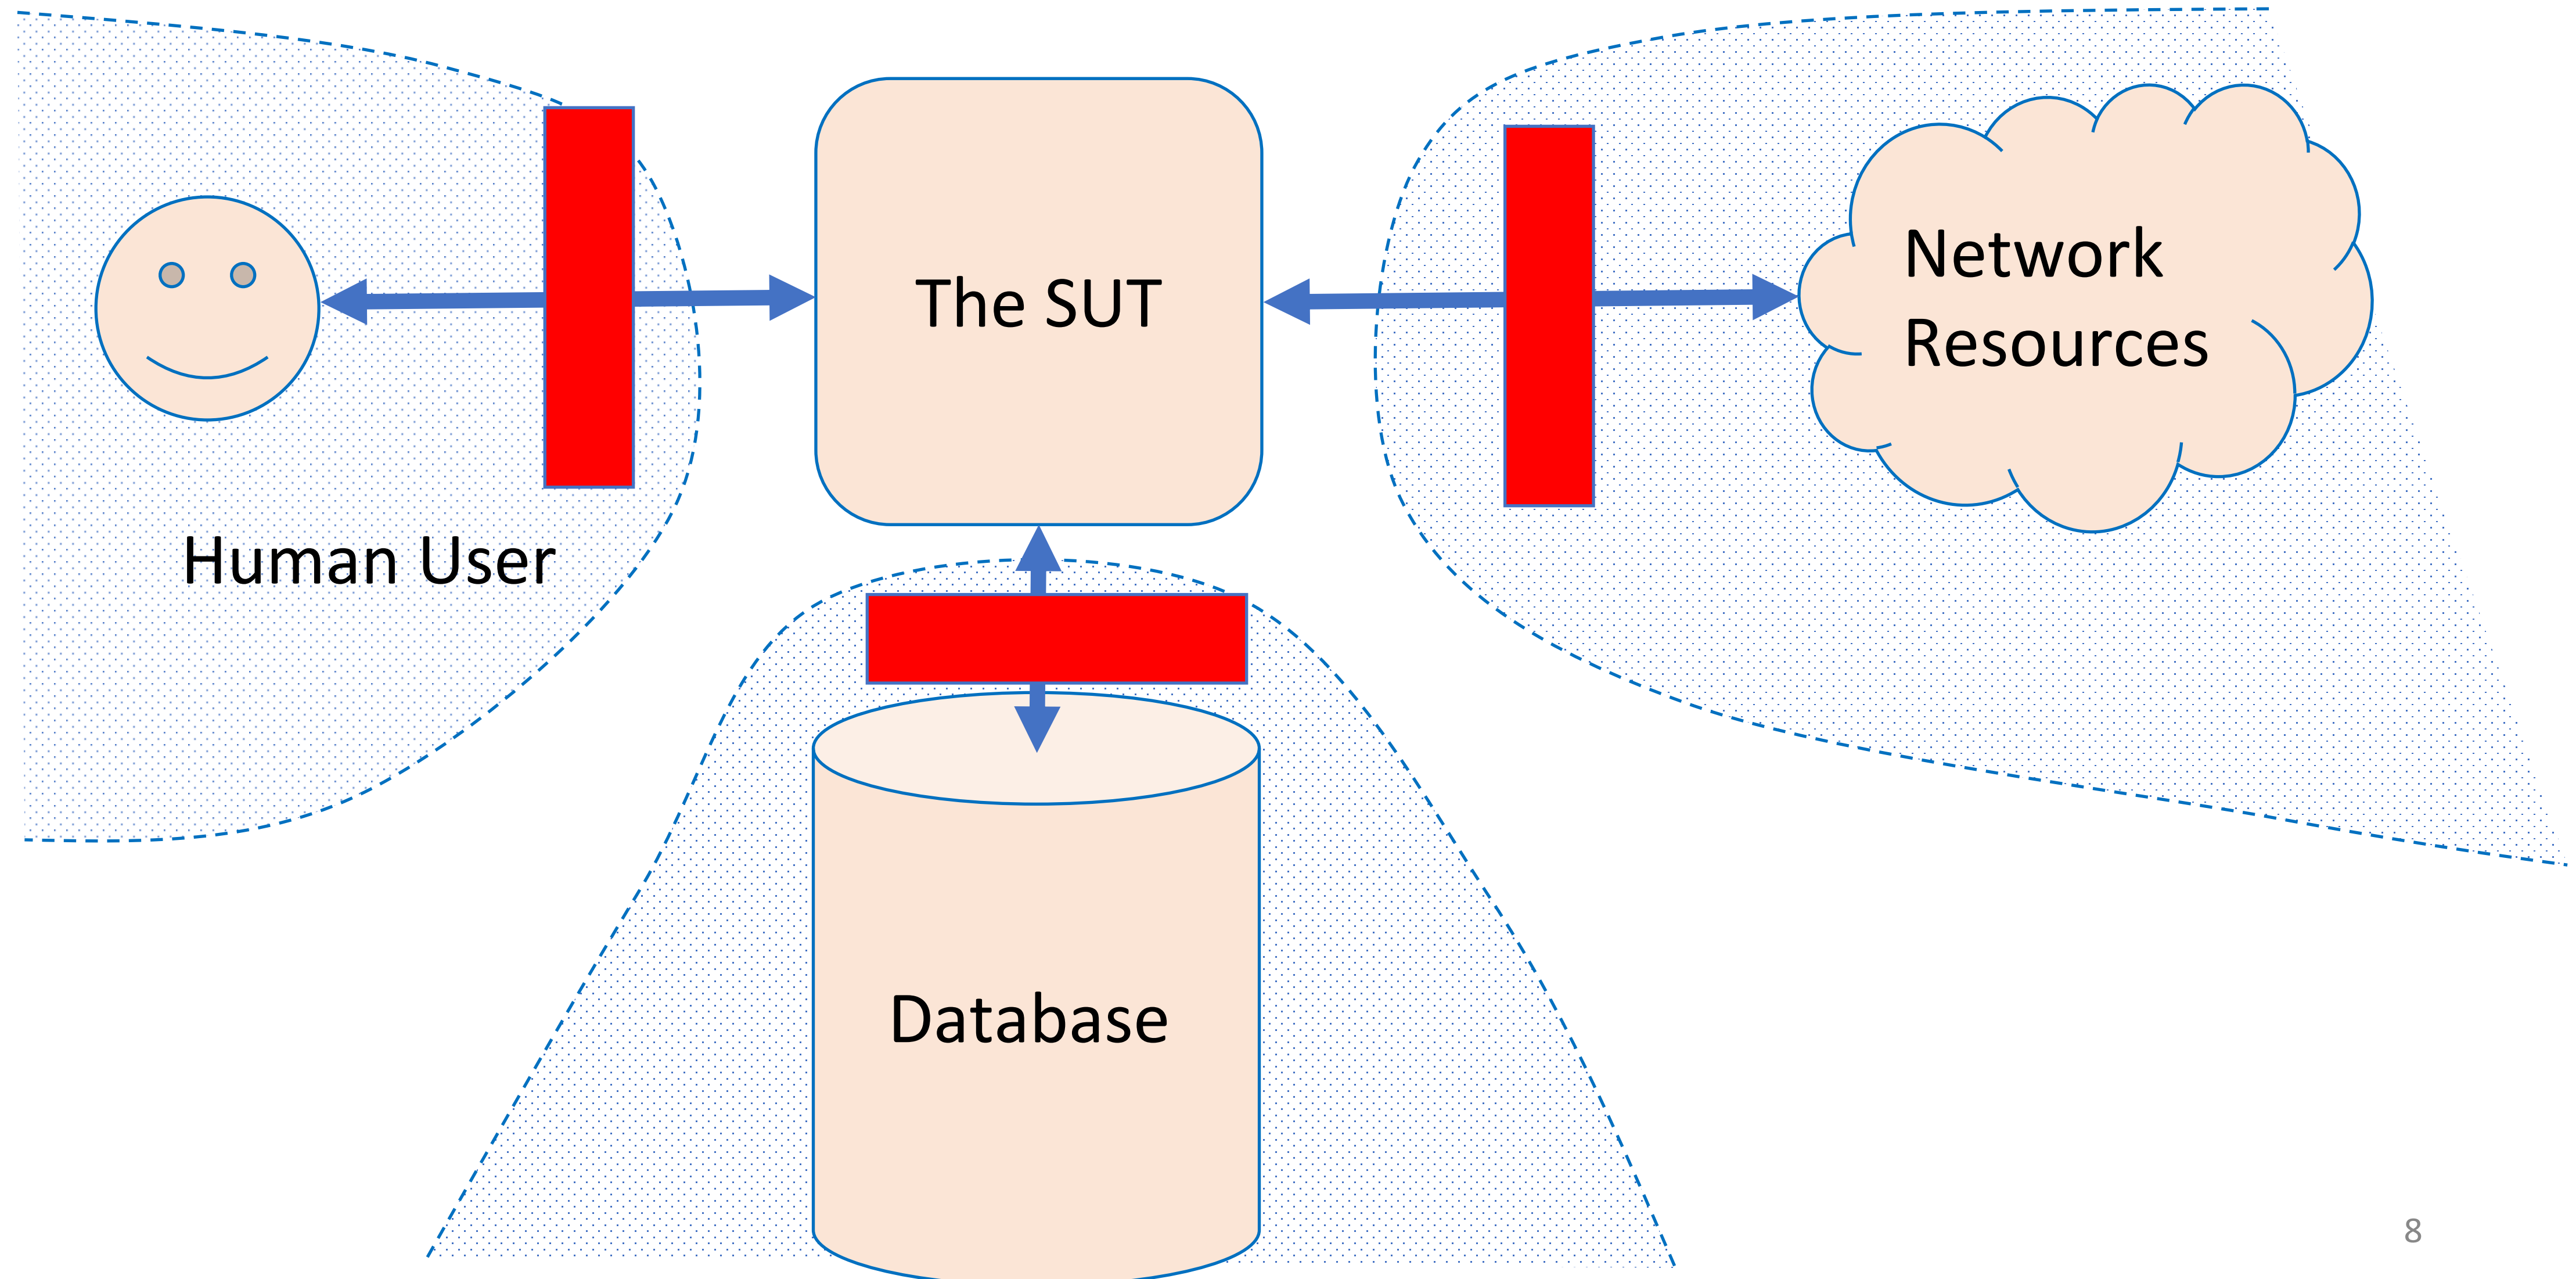 The SUT
Network
Resources
Human User
Database
8